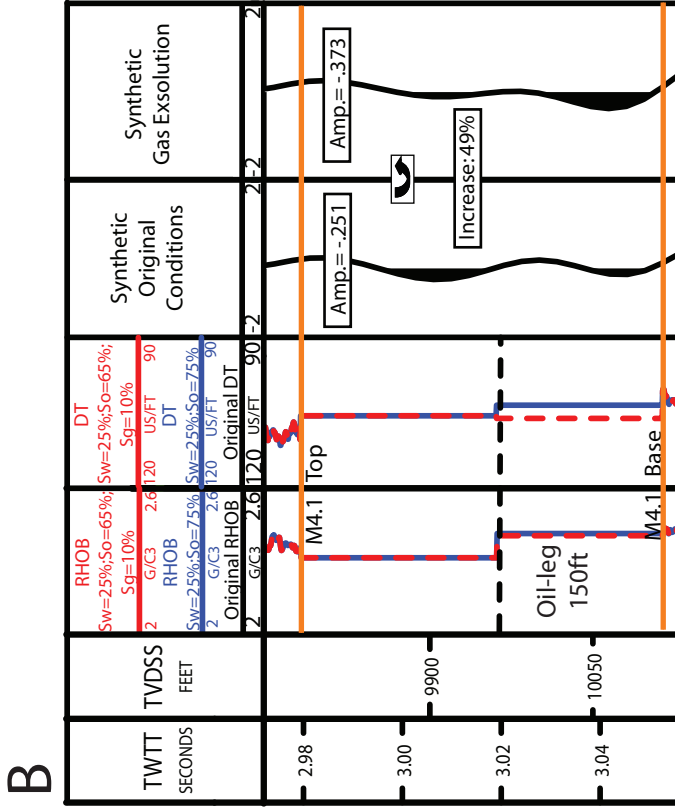 B
TWTT
SECONDS
TVDSS
FEET
RHOB
Sw=25%;So=65%;
Sg=10%
2 G/C3 2.6
RHOB
Sw=25%;So=75%
2 G/C3 2.6
Original RHOB
2 G/C3 2.6
DT
Sw=25%;So=65%;
Sg=10%
120 US/FT 90
DT
Sw=25%;So=75%
120 US/FT 90
Original DT
120 US/FT 90
Synthetic
Original
Conditions
-2 2
Synthetic
Gas Exsolution
-2 2
2.98
3.00
3.02
3.04
9900
10050
M4.1 Top
Oil-leg
150ft
M4.1 Base
Amp.= -.251
Amp.= -.373
Increase:49%